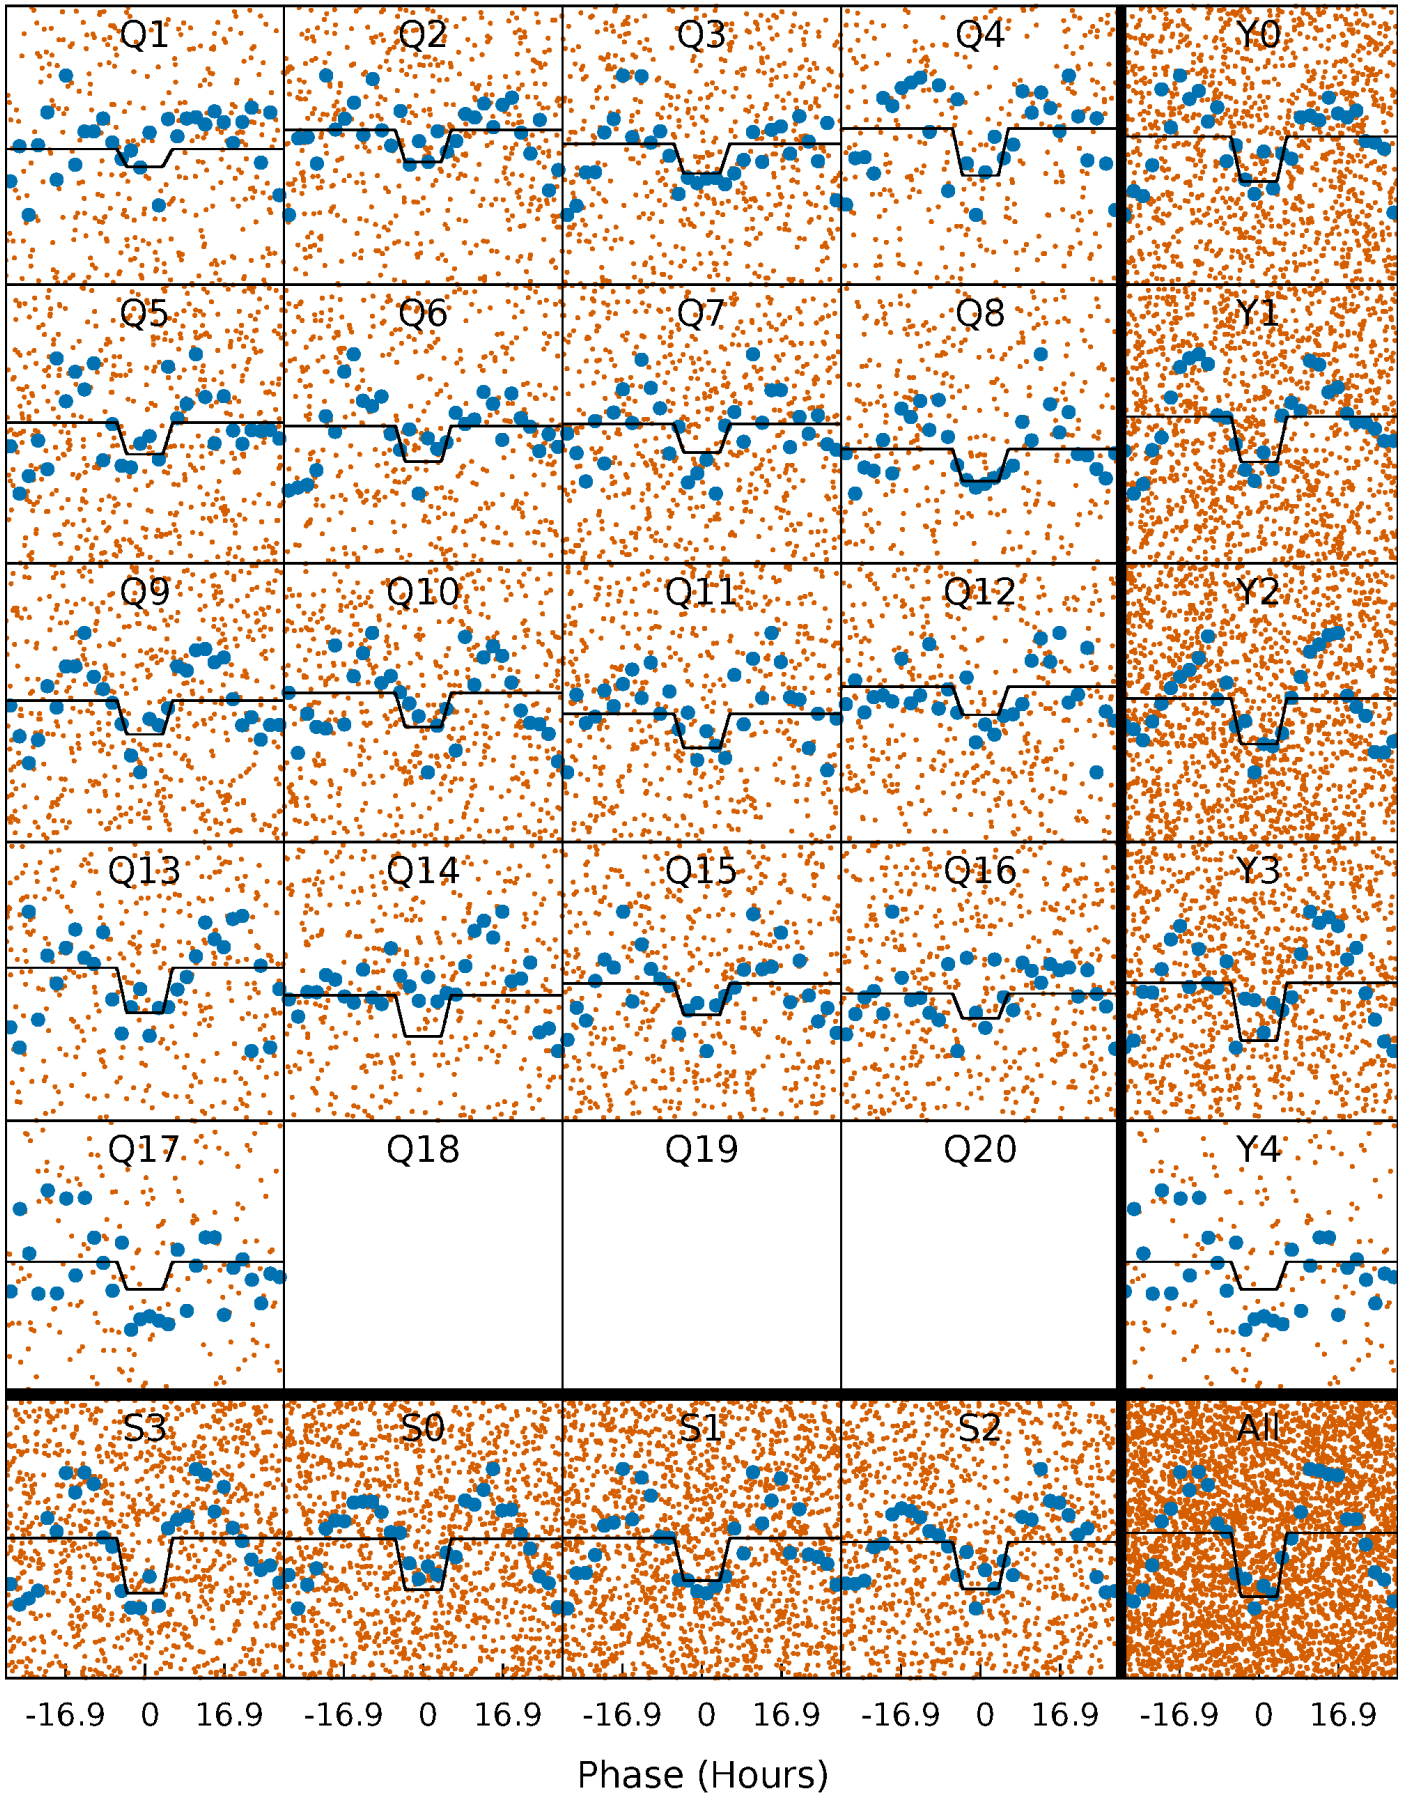 Q1 Q2 Q3 Q4 Y0
Q5 Q6 Q7 Q8 Y1
Q9 Q10 Q11 Q12 Y2
Q13 Q14 Q15 Q16 Y3
Q17 Q18 Q19 Q20 Y4
S3 S0 S1 S2 All
-16.9 0 16.9 -16.9 0 16.9 -16.9 0 16.9 -16.9 0 16.9 -16.9 0 16.9
Phase (Hours)